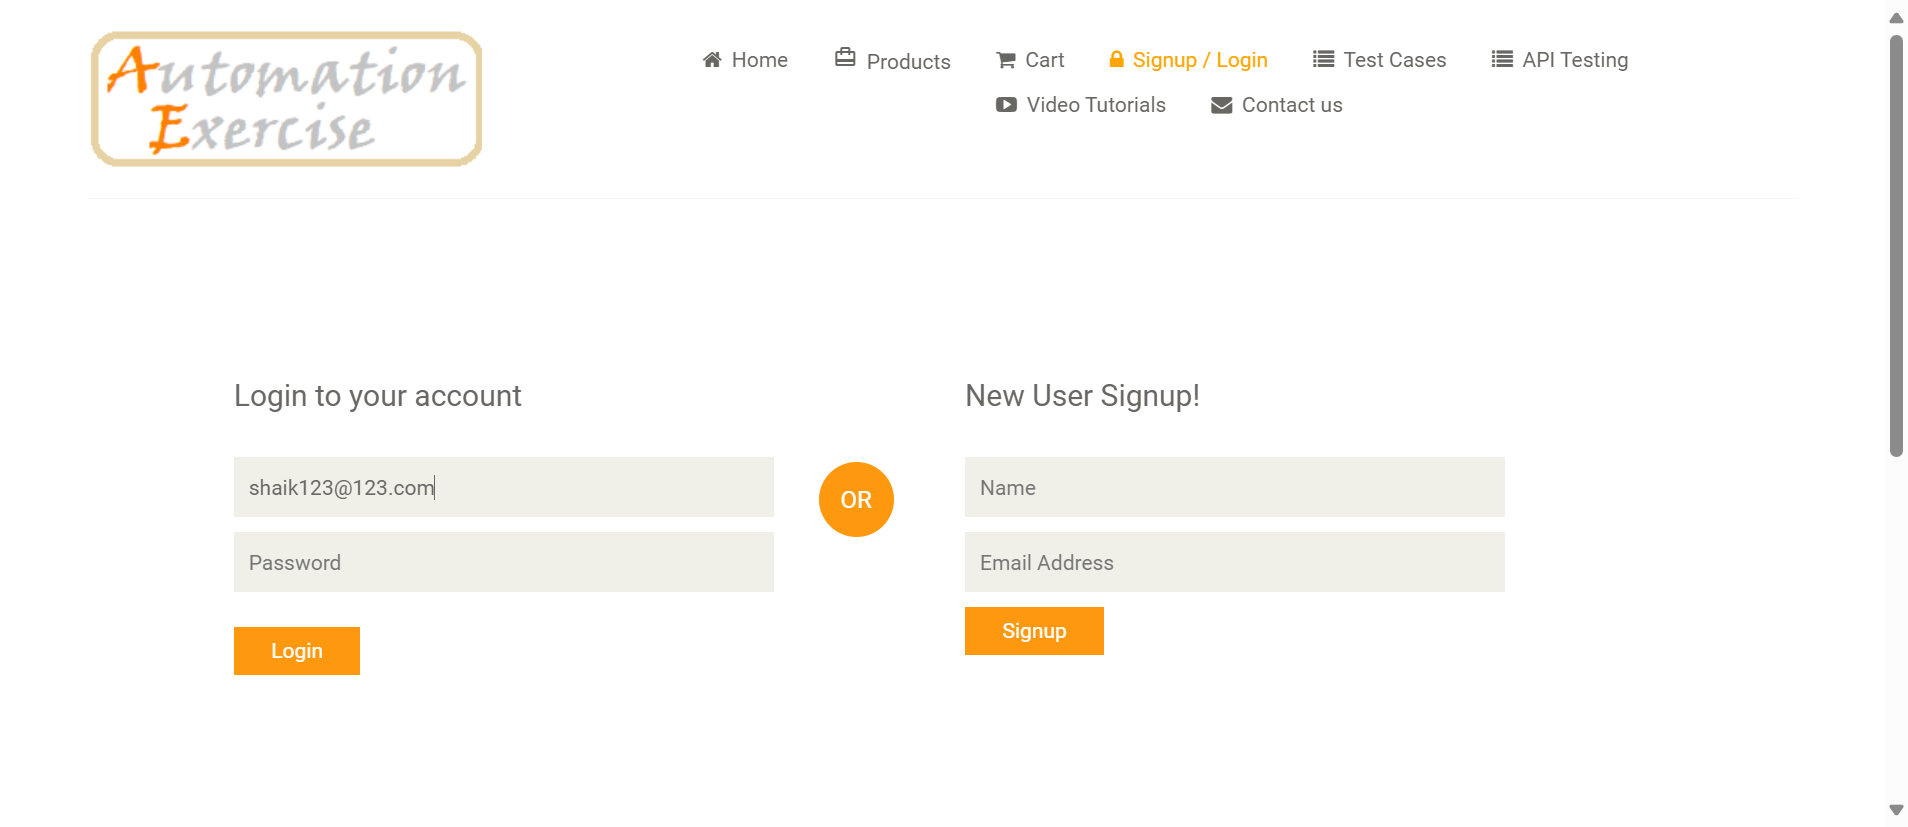 Automation
Exercise
Home Products Cart Signup / Login Test Cases API Testing
Video Tutorials Contact us
Login to your account
shaik123@123.com
Password
Login
OR
New User Signup!
Name
Email Address
Signup